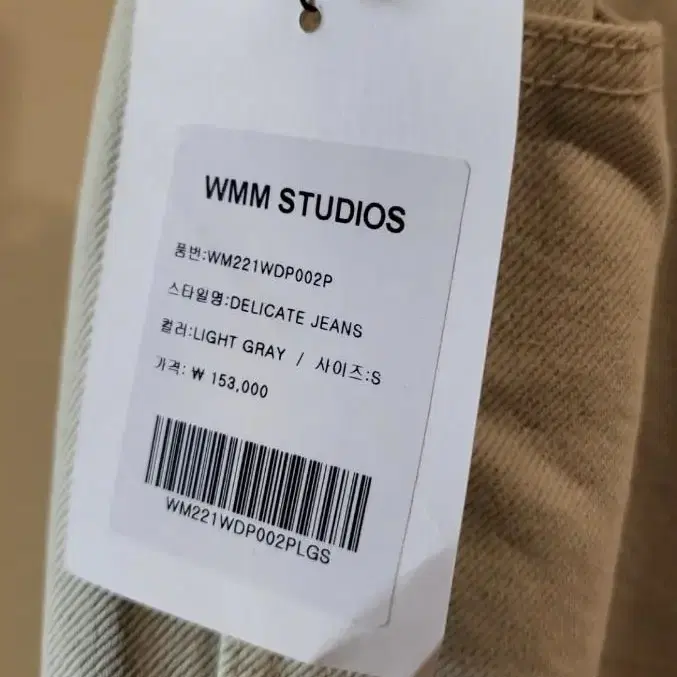 WMM STUDIOS
품번:WM221WDP002P
스타일명:DELICATE JEANS
컬러:LIGHT GRAY / 사이즈:S
가격: ₩ 153,000
WM221WDP002PLGS